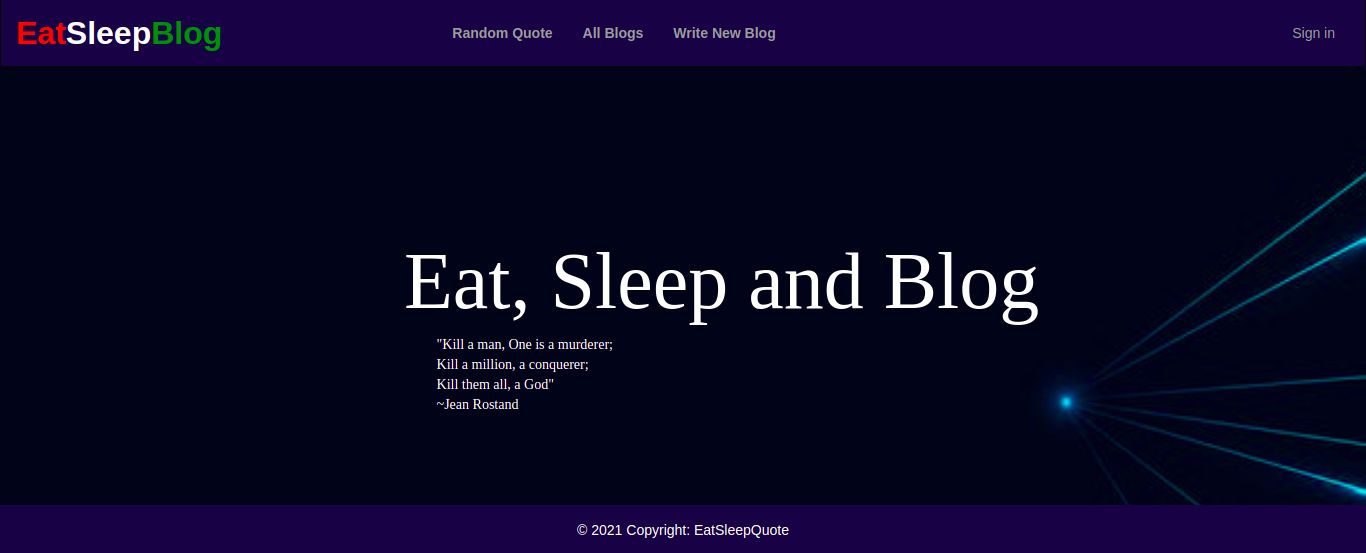 EatSleepBlog
Random Quote
All Blogs
Write New Blog
Sign in
Eat, Sleep and Blog
"Kill a man, One is a murderer;
Kill a million, a conquerer;
Kill them all, a God"
~Jean Rostand
© 2021 Copyright: EatSleepQuote